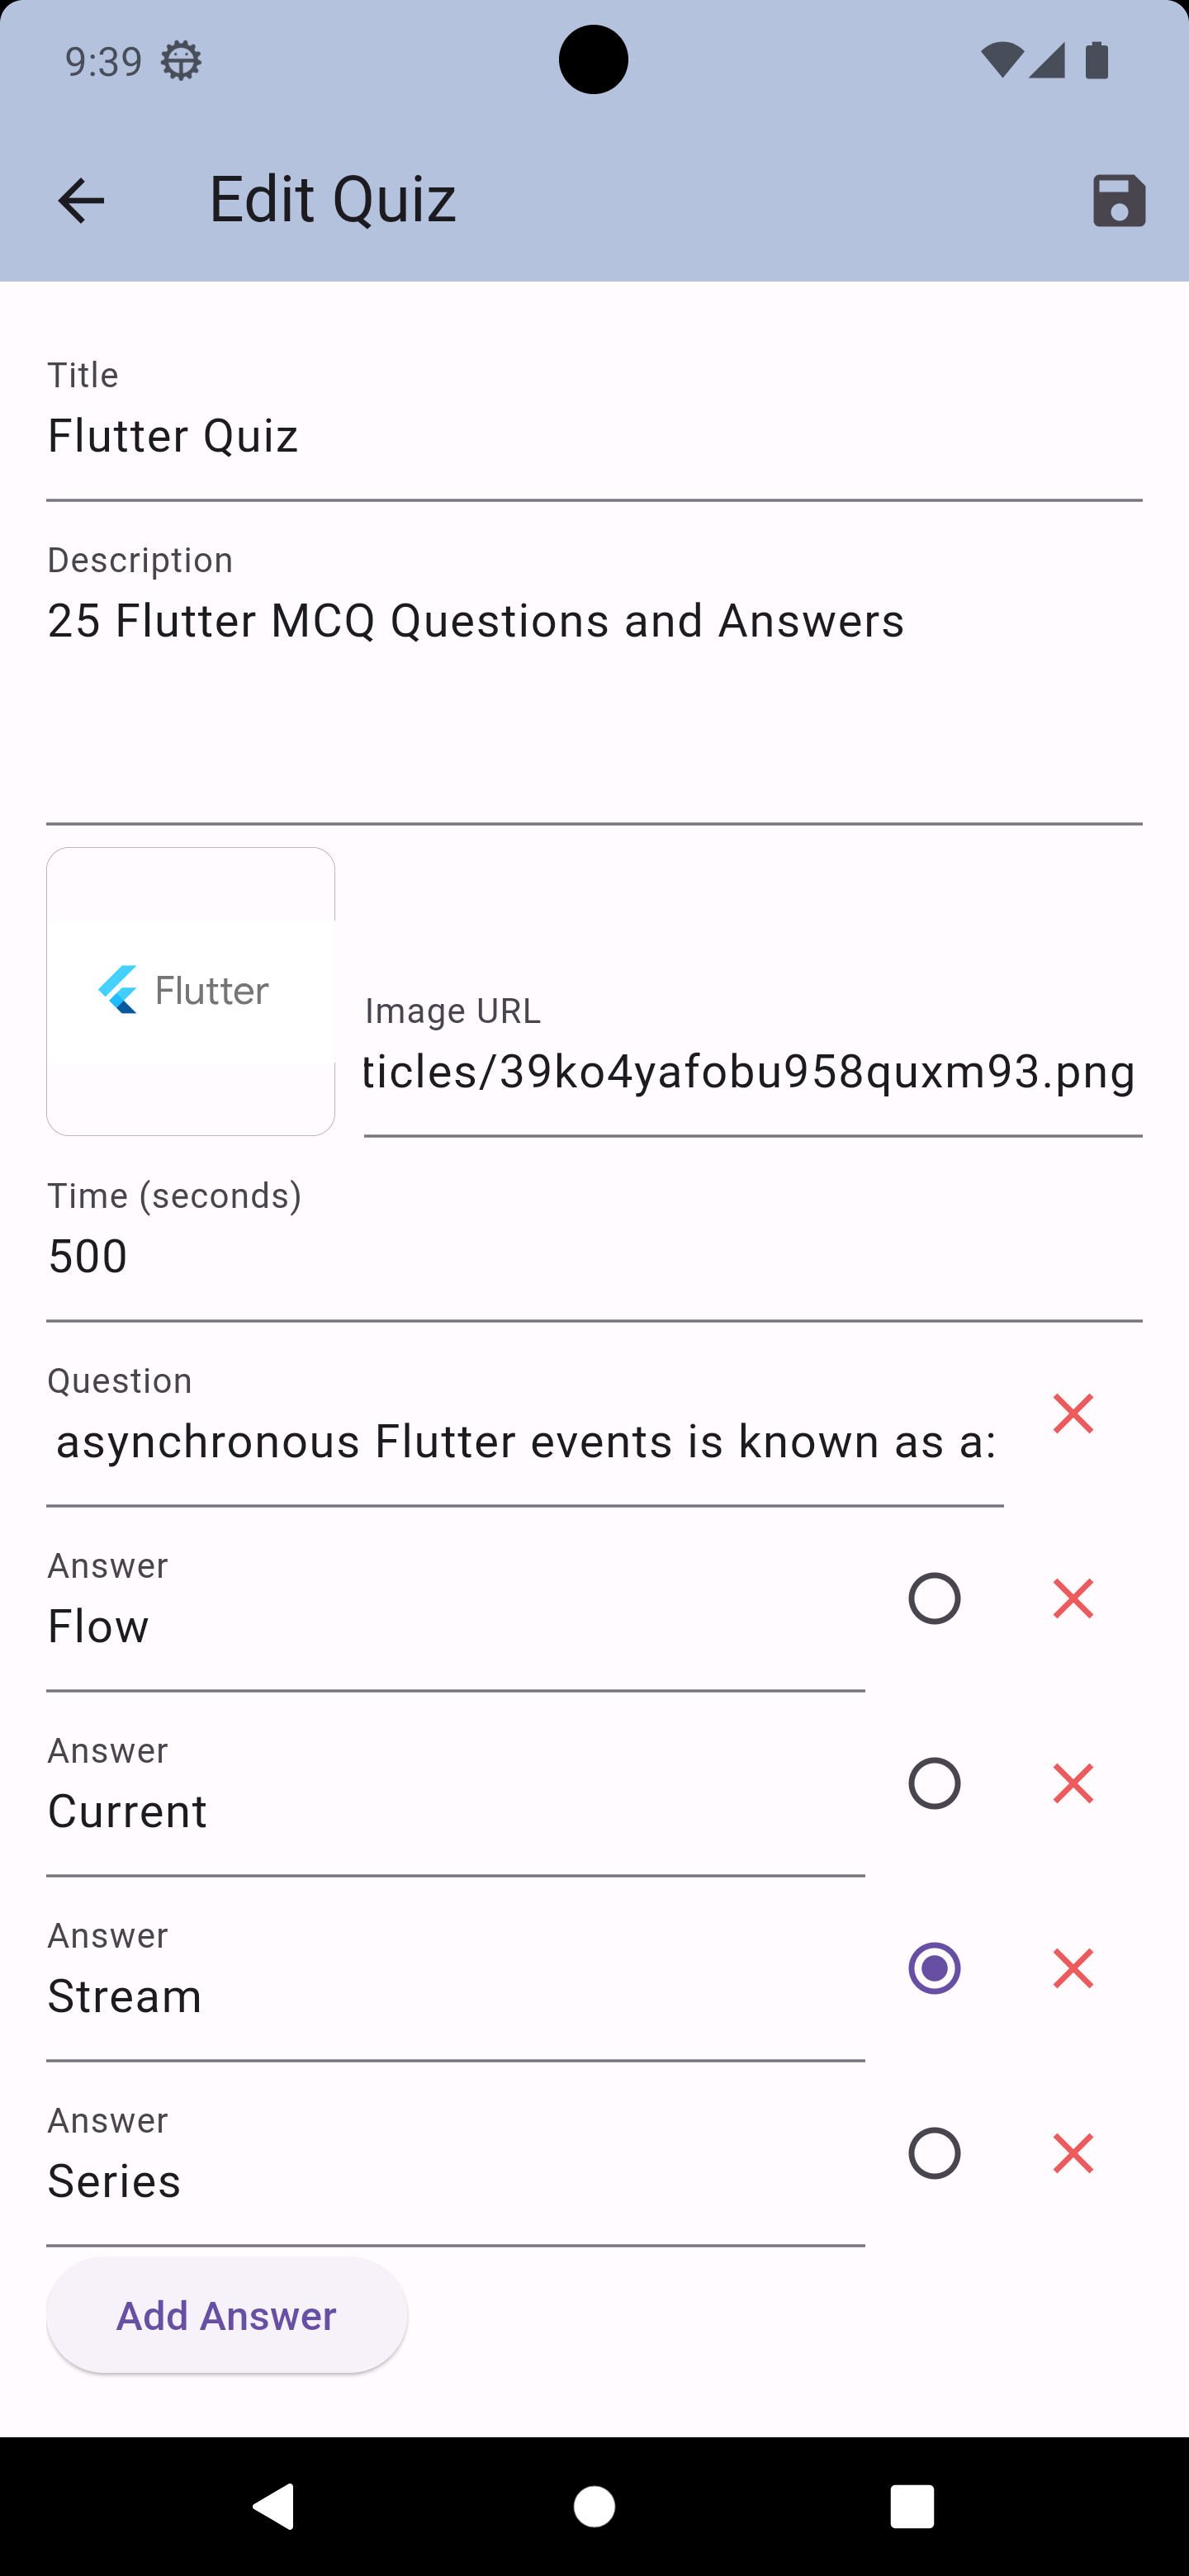 9:39
Edit Quiz
Title
Flutter Quiz
Description
25 Flutter MCQ Questions and Answers
Flutter
Image URL
ticles/39ko4yafobu958quxm93.png
Time (seconds)
500
Question
asynchronous Flutter events is known as a:
Answer
Flow
Answer
Current
Answer
Stream
Answer
Series
Add Answer